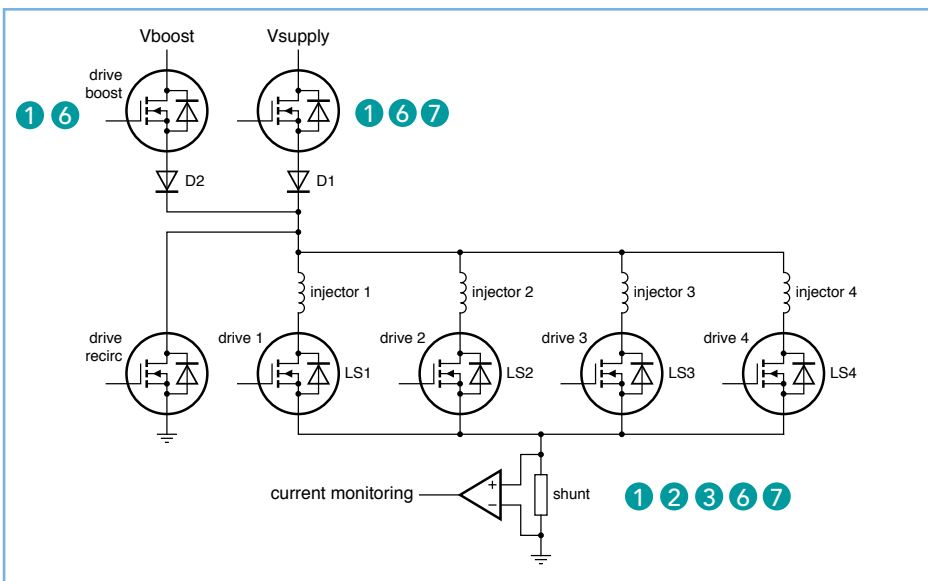 Vboost Vsupply
drive
boost
1 6 1 6 7
D2 D1
injector 1 injector 2 injector 3 injector 4
drive
recirc
drive 1 drive 2 drive 3 drive 4
LS1 LS2 LS3 LS4
current monitoring
+
−
shunt
1 2 3 6 7